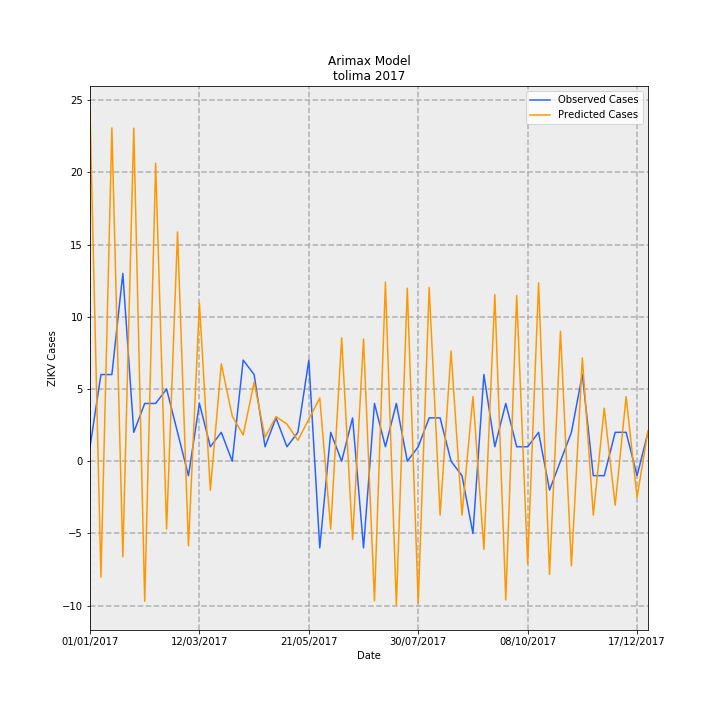 Arimax Model
tolima 2017
Observed Cases
Predicted Cases
ZIKV Cases
25
20
15
10
5
0
−5
−10
01/01/2017 12/03/2017 21/05/2017 30/07/2017 08/10/2017 17/12/2017
Date